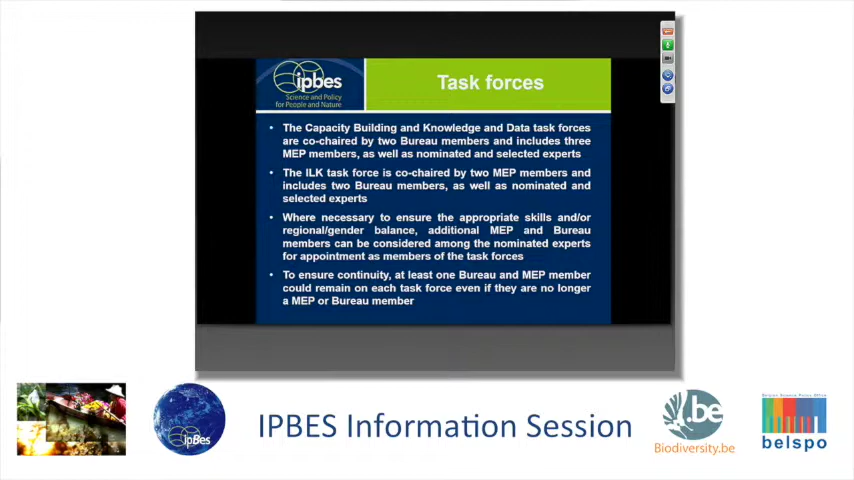 ipbes
Science and Policy
for People and Nature
Task forces
• The Capacity Building and Knowledge and Data task forces
are co-chaired by two Bureau members and includes three
MEP members, as well as nominated and selected experts
• The ILK task force is co-chaired by two MEP members and
includes two Bureau members, as well as nominated and
selected experts
• Where necessary to ensure the appropriate skills and/or
regional/gender balance, additional MEP and Bureau
members can be considered among the nominated experts
for appointment as members of the task forces
• To ensure continuity, at least one Bureau and MEP member
could remain on each task force even if they are no longer
a MEP or Bureau member
ipbes
IPBES Information Session
.be
Biodiversity.be
Belgian Science Policy Office
belspo